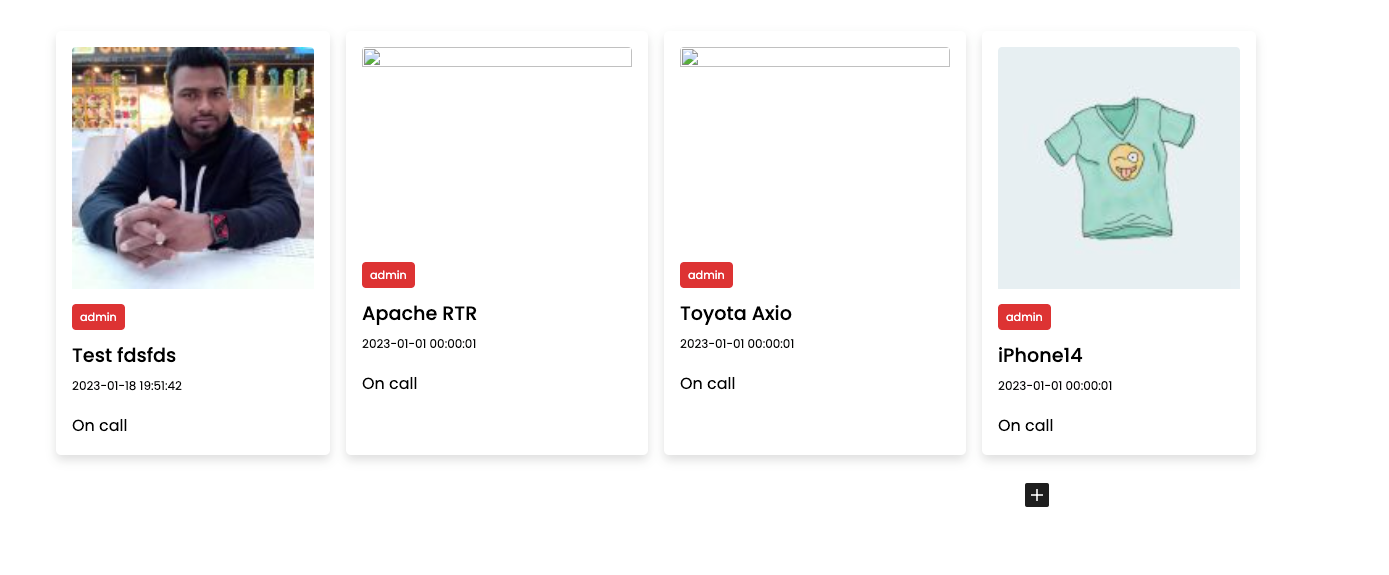 admin
Test fdsfds
2023-01-18 19:51:42
On call
admin
Apache RTR
2023-01-01 00:00:01
On call
admin
Toyota Axio
2023-01-01 00:00:01
On call
admin
iPhone14
2023-01-01 00:00:01
On call